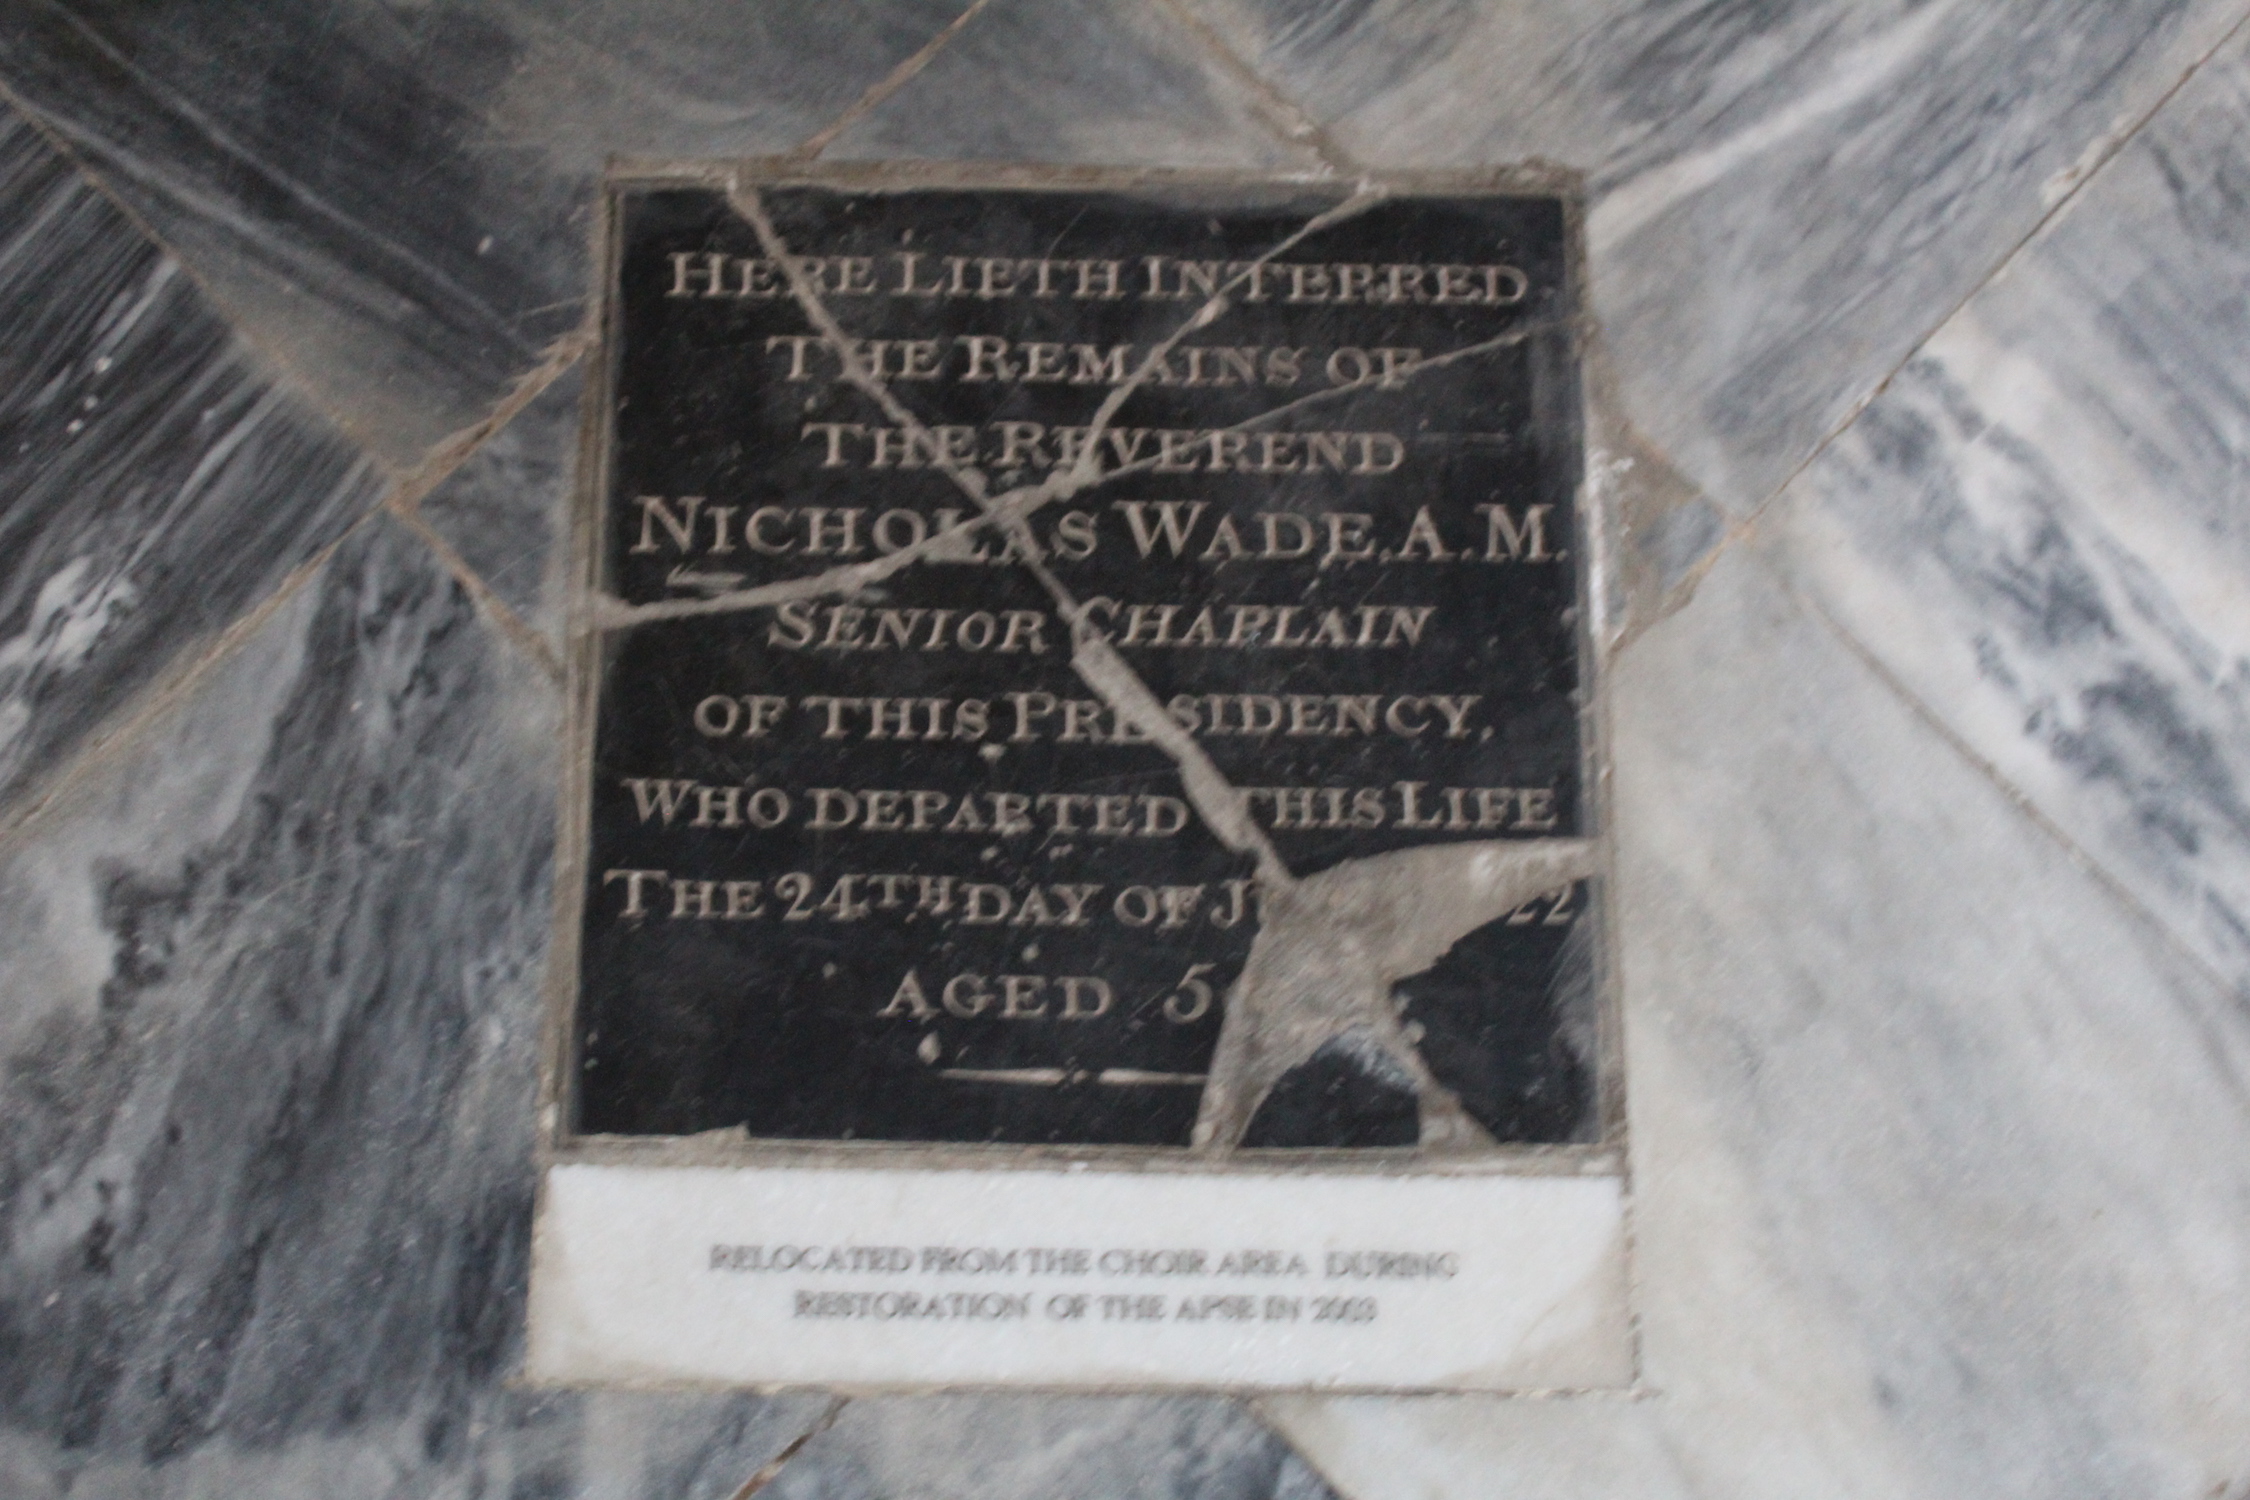 HERE LIETH INTERRED
THE REMAINS OF
THE REVEREND
NICHOLAS WADE, A.M.
SENIOR CHAPLAIN
OF THIS PRESIDENCY,
WHO DEPARTED THIS LIFE
THE 24TH DAY OF
AGED
RELOCATED FROM THE CHOIR AREA DURING
RESTORATION OF THE APSE IN 2003